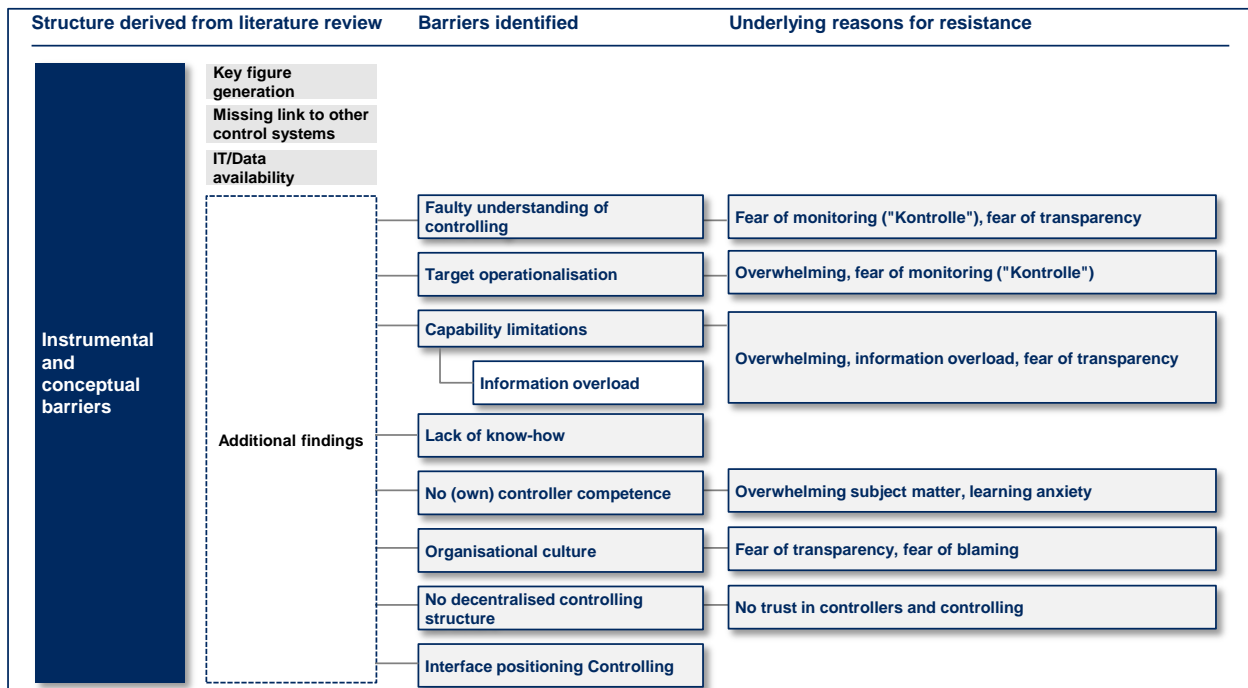 Structure derived from literature review
Barriers identified
Underlying reasons for resistance
Key figure
generation
Missing link to other
control systems
IT/Data
availability
Instrumental
and
conceptual
barriers
Additional findings
Faulty understanding of
controlling
Fear of monitoring ("Kontrolle"), fear of transparency
Target operationalisation
Overwhelming, fear of monitoring ("Kontrolle")
Capability limitations
Information overload
Overwhelming, information overload, fear of transparency
Lack of know-how
No (own) controller competence
Overwhelming subject matter, learning anxiety
Organisational culture
Fear of transparency, fear of blaming
No decentralised controlling
structure
No trust in controllers and controlling
Interface positioning Controlling